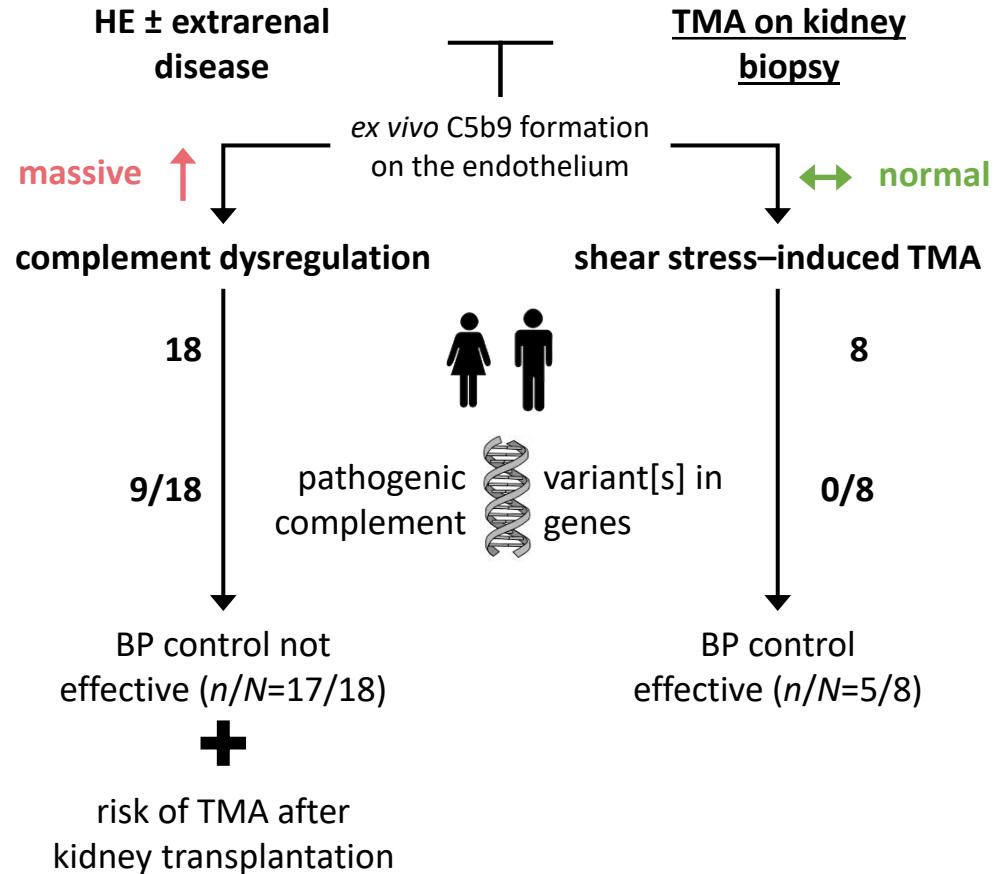 HE ± extrarenal
disease
TMA on kidney
biopsy
ex vivo C5b9 formation
on the endothelium
massive
normal
complement dysregulation
shear stress–induced TMA
18
8
9/18
pathogenic variant[s] in
complement genes
0/8
BP control not
effective (n/N=17/18)
BP control
effective (n/N=5/8)
risk of TMA after
kidney transplantation